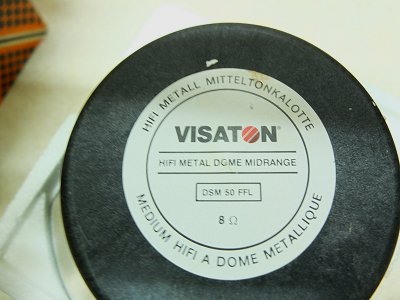 HIFI METALL MITTELTONKALOTTE
VISATON®
HIFI METAL DOME MIDRANGE
DSM 50 FFL
8 Ω
MEDIUM HIFI A DOME METALLIQUE